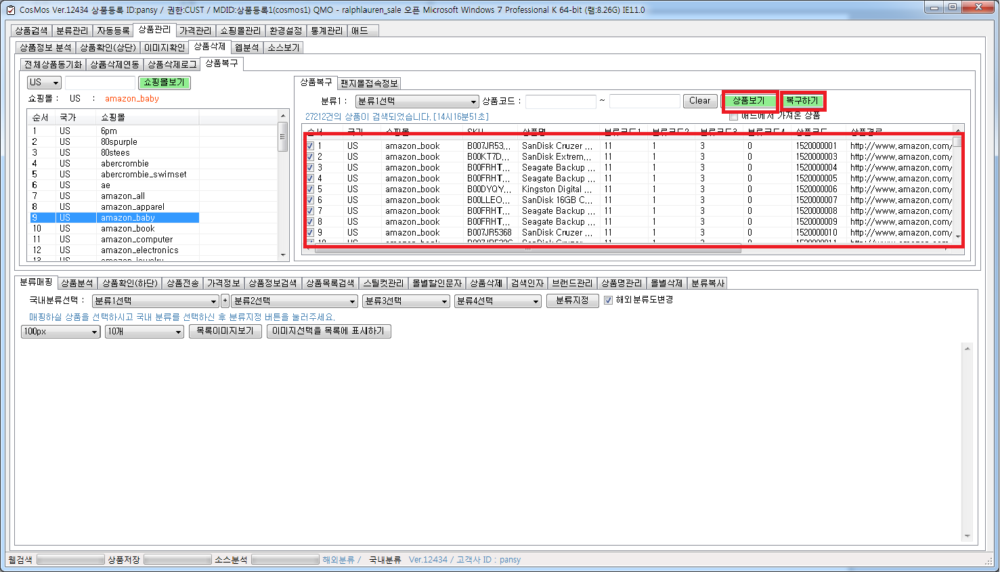 CosMos Ver.12434 상품등록 ID:pansy / 권한:CUST / MDID:상품등록1(cosmos1) QMO - ralphlauren_sale 오픈 Microsoft Windows 7 Professional K 64-bit (램:8.26G) IE11.0
상품검색 분류관리 자동등록 상품관리 가격관리 쇼핑몰관리 환경설정 통계관리 애드
상품정보 분석 상품확인(상단) 이미지확인 상품삭제 웹분석 소스보기
전체상품동기화 상품삭제연동 상품삭제로그 상품복구
US 쇼핑몰보기
쇼핑몰 : US : amazon_baby
순서 국가 쇼핑몰
1 US 6pm
2 US 80spurple
3 US 80stees
4 US abercrombie
5 US abercrombie_swimset
6 US ae
7 US amazon_all
8 US amazon_apparel
9 US amazon_baby
10 US amazon_book
11 US amazon_computer
12 US amazon_electronics
13 US amazon_jewelry
상품복구 팬지몰접속정보
분류1 : 분류1선택 상품코드 : ~ Clear 상품보기 복구하기
27212건의 상품이 검색되었습니다.[14시16분51초] 애드에서 가져온 상품
순서 국가 쇼핑몰 SKU 상품명 분류코드1 분류코드2 분류코드3 분류코드4 상품코드 상품경로
1 US amazon_book B007JR53... SanDisk Cruzer ... 11 1 3 0 1520000001 http://www.amazon.com/
2 US amazon_book B00KT7D... SanDisk Extrem... 11 1 3 0 1520000003 http://www.amazon.com/
3 US amazon_book B00FRHT... Seagate Backup ... 11 1 3 0 1520000004 http://www.amazon.com/
4 US amazon_book B00FRHT... Seagate Backup ... 11 1 3 0 1520000005 http://www.amazon.com/
5 US amazon_book B00DYQY... Kingston Digital ... 11 1 3 0 1520000006 http://www.amazon.com/
6 US amazon_book B00LLEO... SanDisk 16GB C... 11 1 3 0 1520000007 http://www.amazon.com/
7 US amazon_book B00FRHT... Seagate Backup ... 11 1 3 0 1520000008 http://www.amazon.com/
8 US amazon_book B00FRHT... Seagate Backup ... 11 1 3 0 1520000009 http://www.amazon.com/
9 US amazon_book B007JR5368 SanDisk Cruzer ... 11 1 3 0 1520000010 http://www.amazon.com/
10 US amazon_book SanDisk Cruzer 11 1 3 0 1520000011 http://www.amazon.com/
분류매핑 상품분석 상품확인(하단) 상품전송 가격정보 상품정보검색 상품목록검색 스틸컷관리 몰별할인문자 상품삭제 검색인자 브랜드관리 상품명관리 몰별삭제 분류복사
국내분류선택 : 분류1선택 + 분류2선택 분류3선택 분류4선택 분류지정 해외분류도변경
매핑하실 상품을 선택하시고 국내 분류를 선택하신 후 분류지정 버튼을 눌러주세요.
100px 10개 목록이미지보기 이미지선택을 목록에 표시하기
웹검색 상품저장 소스분석 해외분류 / 국내분류 Ver.12434 / 고객사 ID : pansy